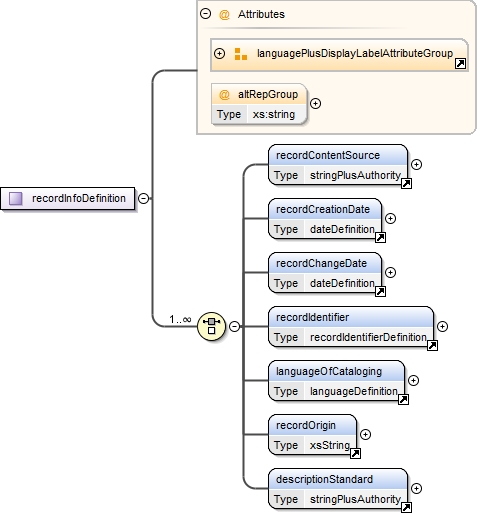 @ Attributes
languagePlusDisplayLabelAttributeGroup
@ altRepGroup
Type xs:string
recordInfoDefinition
1..∞
recordContentSource
Type stringPlusAuthority
recordCreationDate
Type dateDefinition
recordChangeDate
Type dateDefinition
recordIdentifier
Type recordIdentifierDefinition
languageOfCataloging
Type languageDefinition
recordOrigin
Type xsString
descriptionStandard
Type stringPlusAuthority